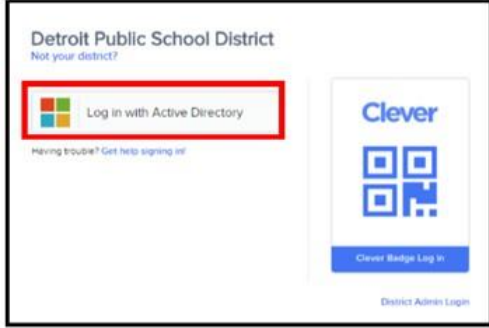 Detroit Public School District
Not your district?
Log in with Active Directory
Having trouble? Get help signing in!
Clever
Clever Badge Log in
District Admin Login